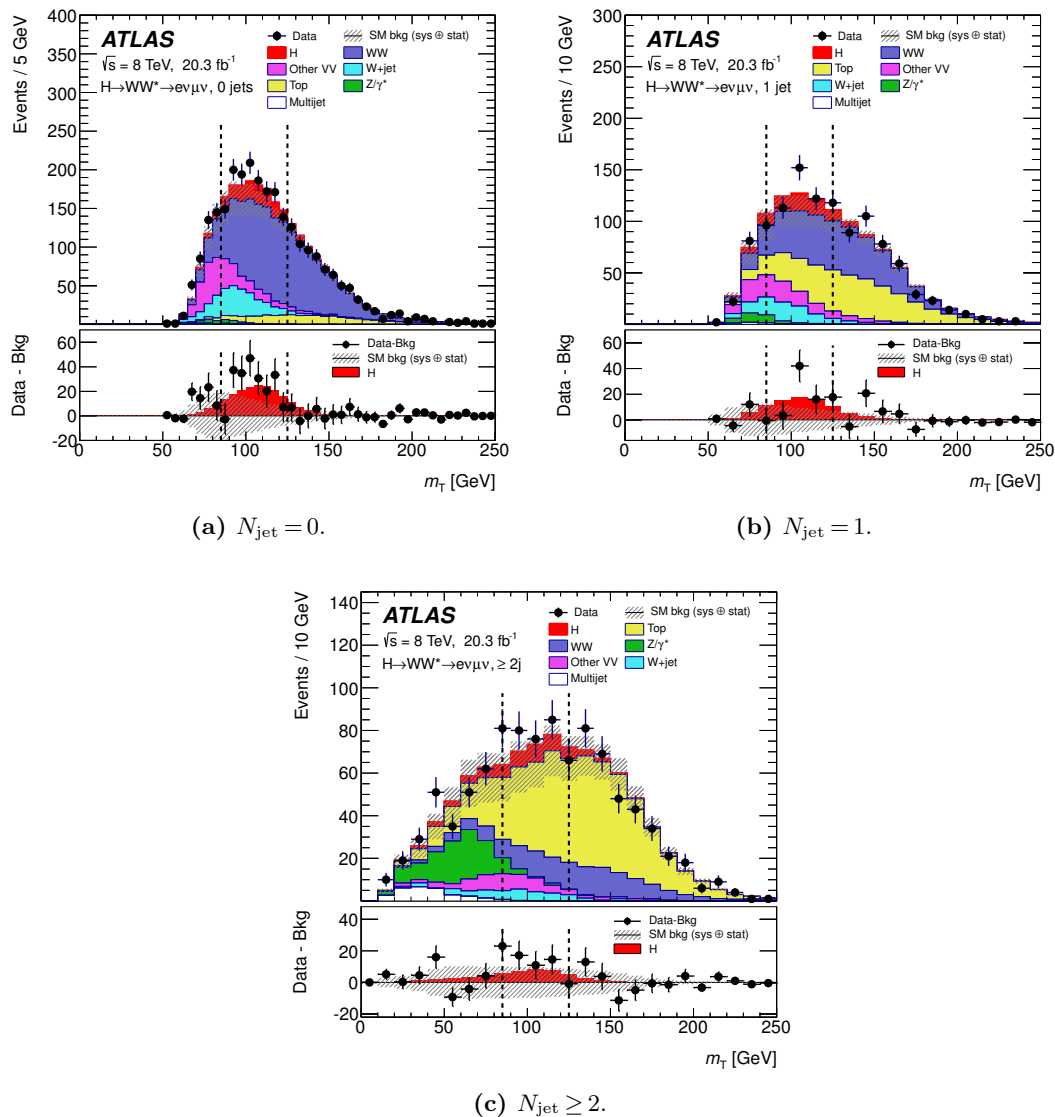 ATLAS
√s = 8 TeV, 20.3 fb⁻¹
H→WW*→eνμν, 0 jets
Data
SM bkg (sys ⊕ stat)
H
WW
Other VV
W+jet
Top
Z/γ*
Multijet
Events / 5 GeV
400
350
300
250
200
150
100
50
Data - Bkg
60
40
20
0
-20
Data-Bkg
SM bkg (sys ⊕ stat)
H
0 50 100 150 200 250
m_T [GeV]
(a) N_jet = 0.
ATLAS
√s = 8 TeV, 20.3 fb⁻¹
H→WW*→eνμν, 1 jet
Data
SM bkg (sys ⊕ stat)
H
WW
Top
Other VV
W+jet
Z/γ*
Multijet
Events / 10 GeV
300
250
200
150
100
50
Data - Bkg
60
40
20
0
Data-Bkg
SM bkg (sys ⊕ stat)
H
0 50 100 150 200 250
m_T [GeV]
(b) N_jet = 1.
ATLAS
√s = 8 TeV, 20.3 fb⁻¹
H→WW*→eνμν, ≥ 2j
Data
SM bkg (sys ⊕ stat)
H
Top
WW
Z/γ*
Other VV
W+jet
Multijet
Events / 10 GeV
140
120
100
80
60
40
20
Data - Bkg
40
20
0
-20
Data-Bkg
SM bkg (sys ⊕ stat)
H
0 50 100 150 200 250
m_T [GeV]
(c) N_jet ≥ 2.